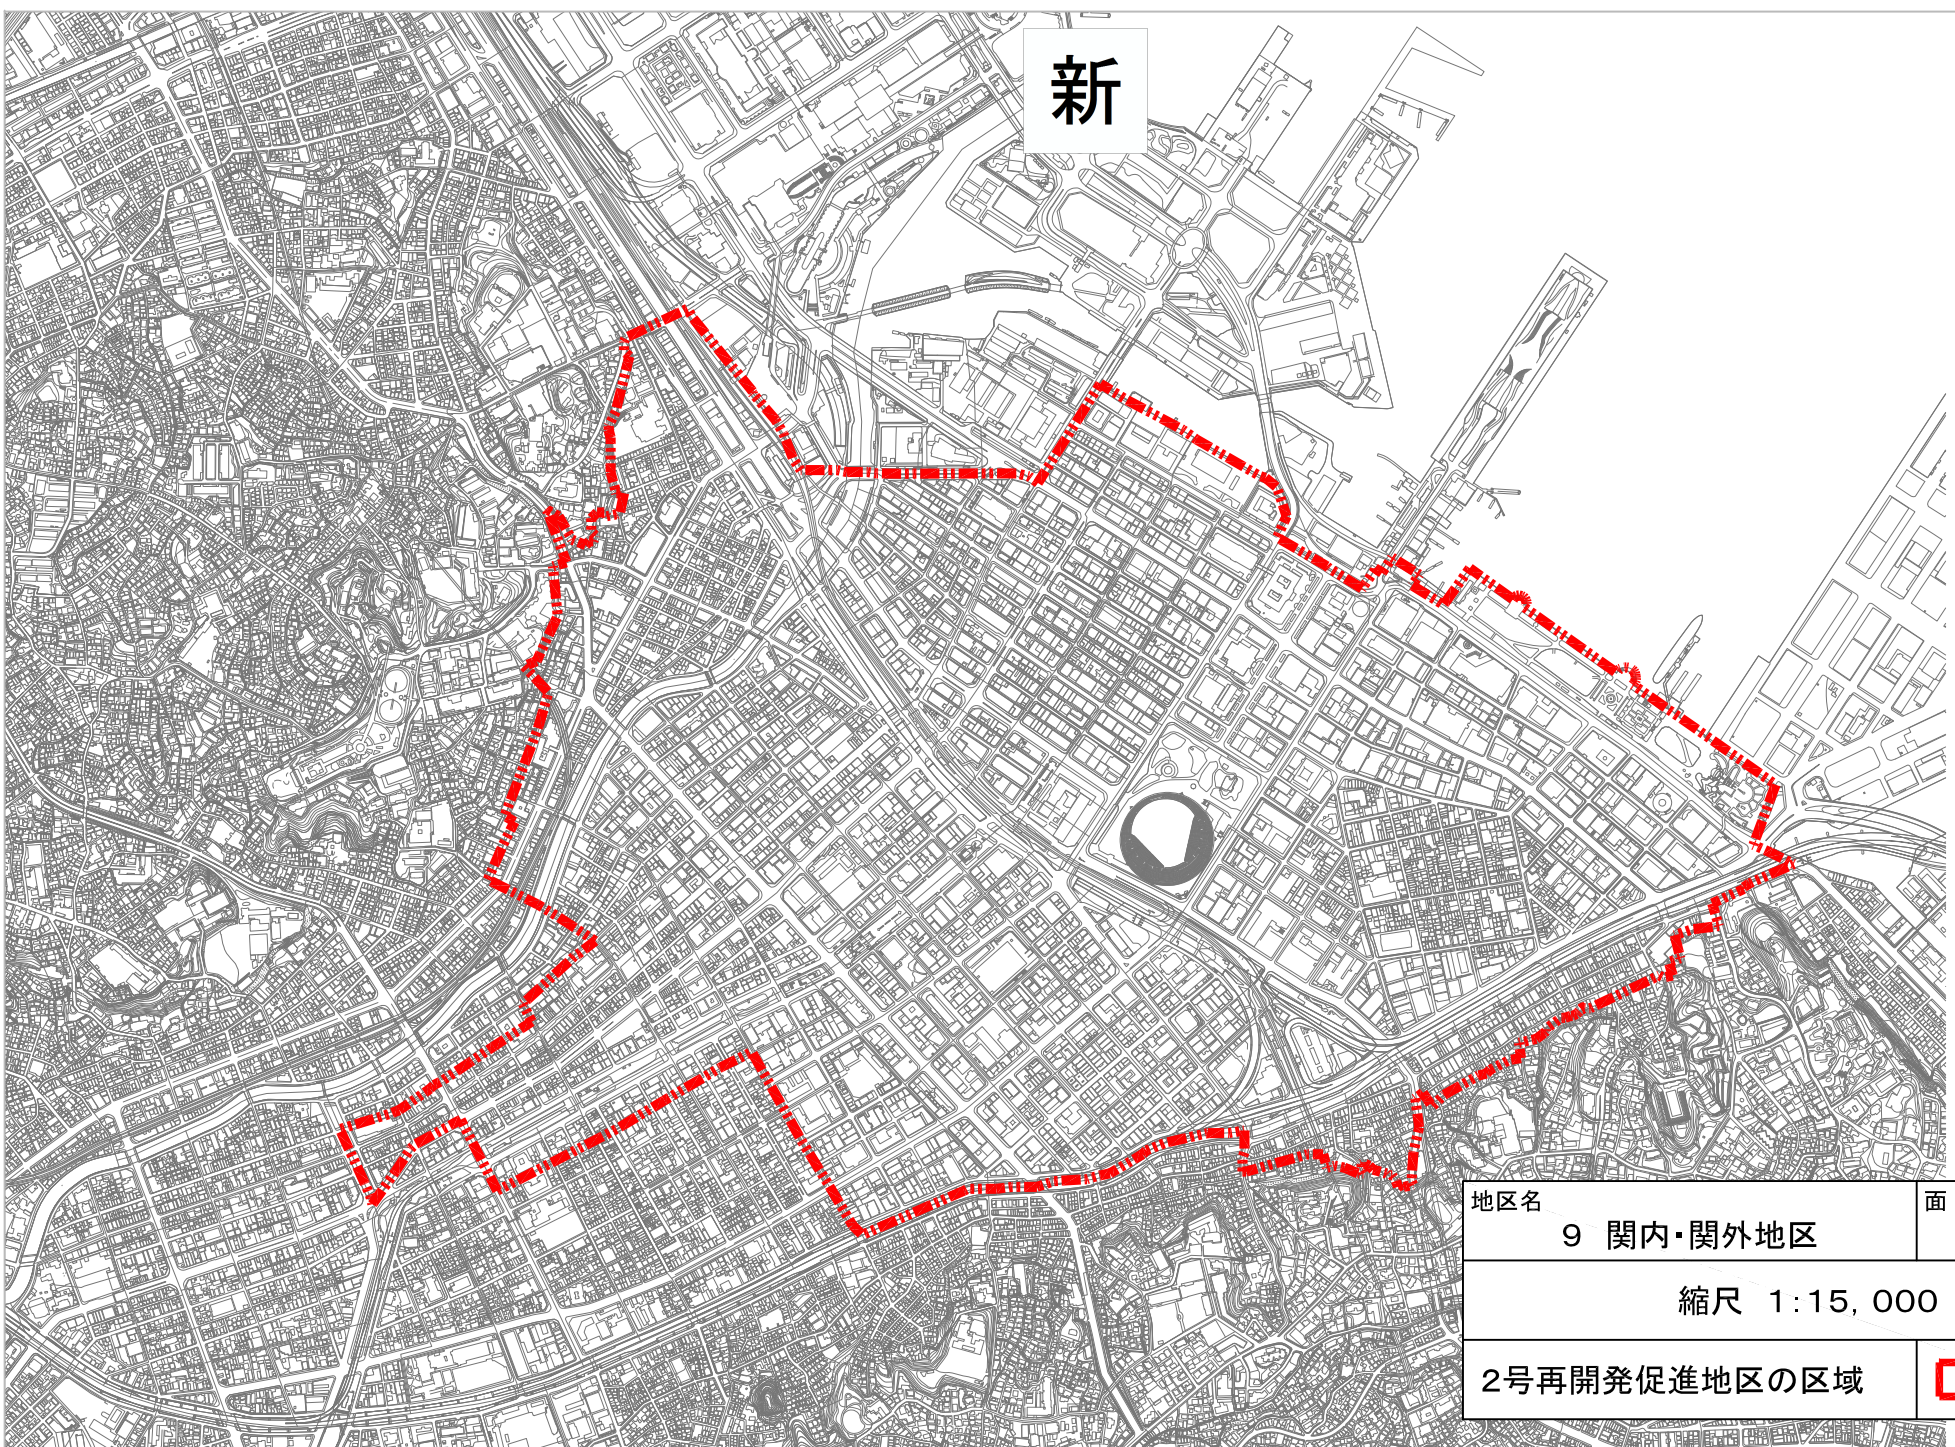 新
地区名
面
９ 関内・関外地区
縮尺 １：１５，０００
２号再開発促進地区の区域